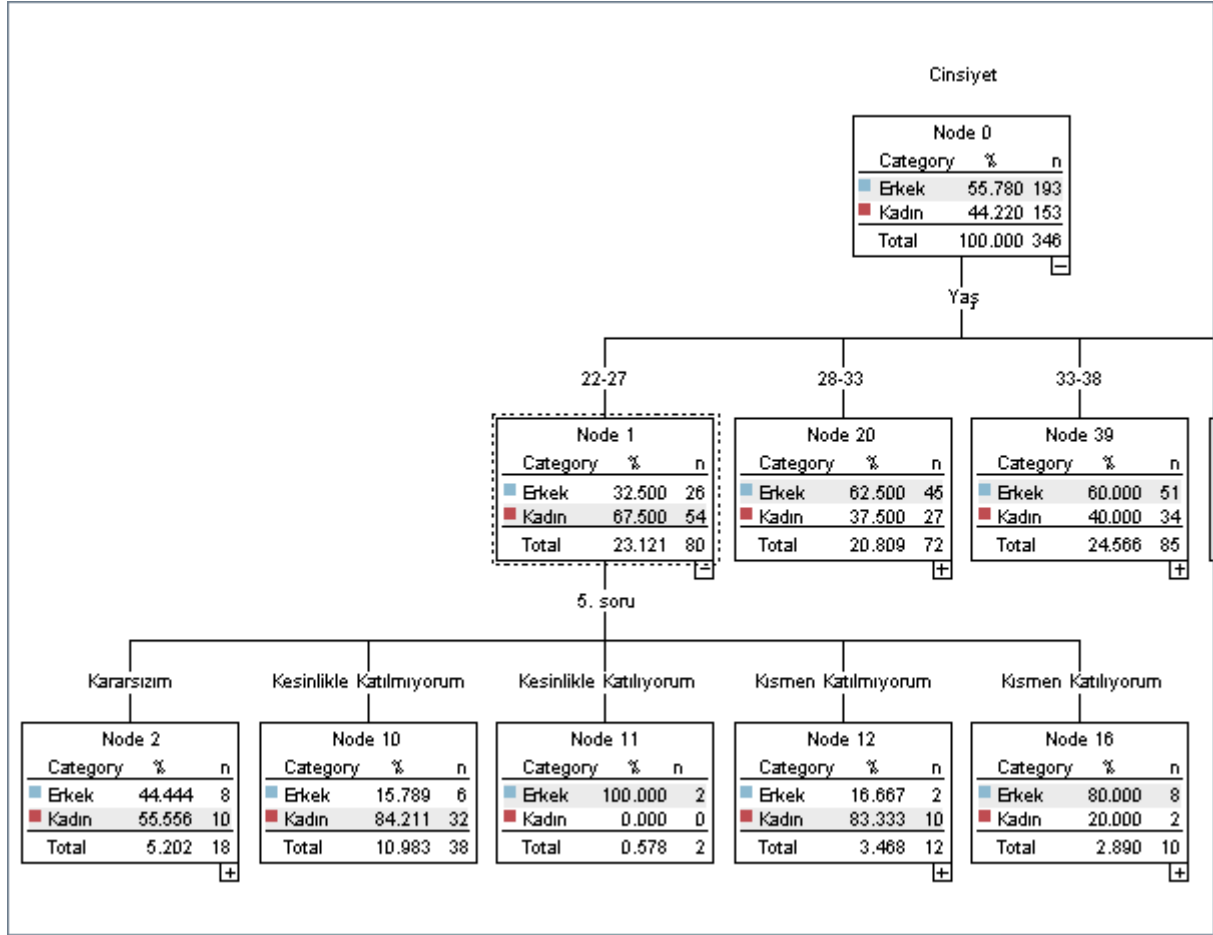 Cinsiyet
Node 0
Category % n
Erkek 55.780 193
Kadın 44.220 153
Total 100.000 346
Yaş
22-27
28-33
33-38
Node 1
Category % n
Erkek 32.500 26
Kadın 67.500 54
Total 23.121 80
Node 20
Category % n
Erkek 62.500 45
Kadın 37.500 27
Total 20.809 72
Node 39
Category % n
Erkek 60.000 51
Kadın 40.000 34
Total 24.566 85
5. soru
Kararsızım
Kesinlikle Katılmıyorum
Kesinlikle Katılıyorum
Kısmen Katılmıyorum
Kısmen Katılıyorum
Node 2
Category % n
Erkek 44.444 8
Kadın 55.556 10
Total 5.202 18
Node 10
Category % n
Erkek 15.789 6
Kadın 84.211 32
Total 10.983 38
Node 11
Category % n
Erkek 100.000 2
Kadın 0.000 0
Total 0.578 2
Node 12
Category % n
Erkek 16.667 2
Kadın 83.333 10
Total 3.468 12
Node 16
Category % n
Erkek 80.000 8
Kadın 20.000 2
Total 2.890 10